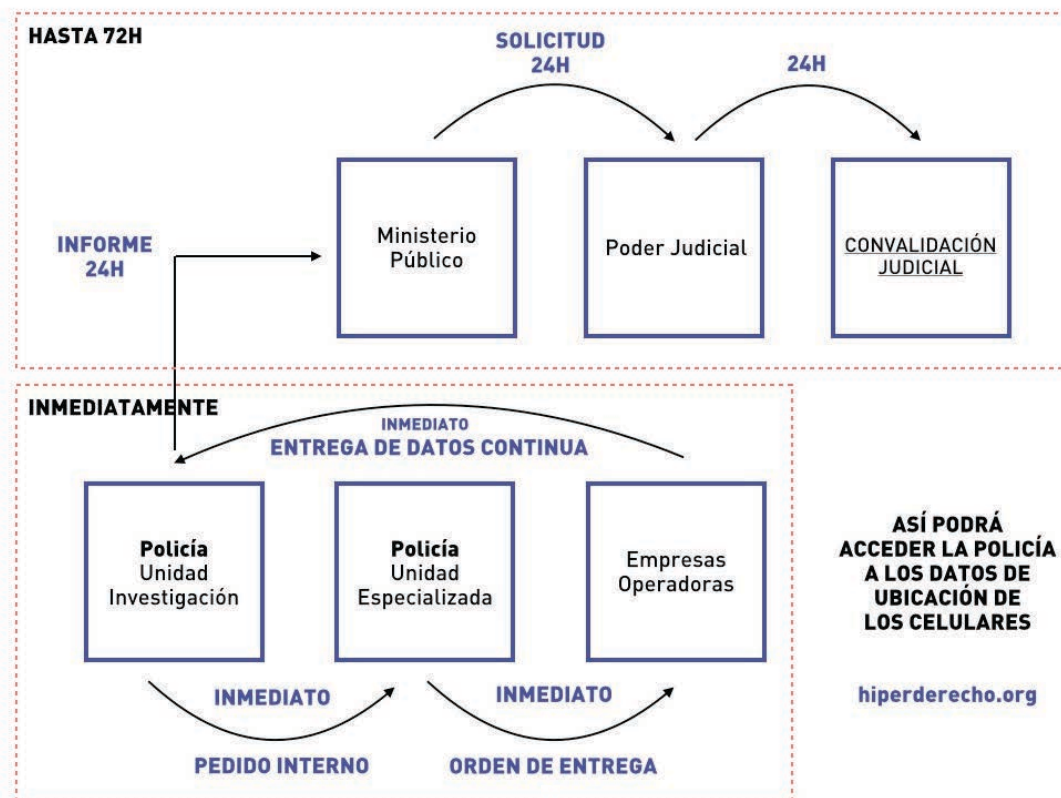 HASTA 72H
SOLICITUD
24H
24H
INFORME
24H
Ministerio
Público
Poder Judicial
CONVALIDACIÓN
JUDICIAL
INMEDIATAMENTE
INMEDIATO
ENTREGA DE DATOS CONTINUA
Policía
Unidad
Investigación
Policía
Unidad
Especializada
Empresas
Operadoras
INMEDIATO
PEDIDO INTERNO
INMEDIATO
ORDEN DE ENTREGA
ASÍ PODRÁ
ACCEDER LA POLICÍA
A LOS DATOS DE
UBICACIÓN DE
LOS CELULARES
hiperderecho.org